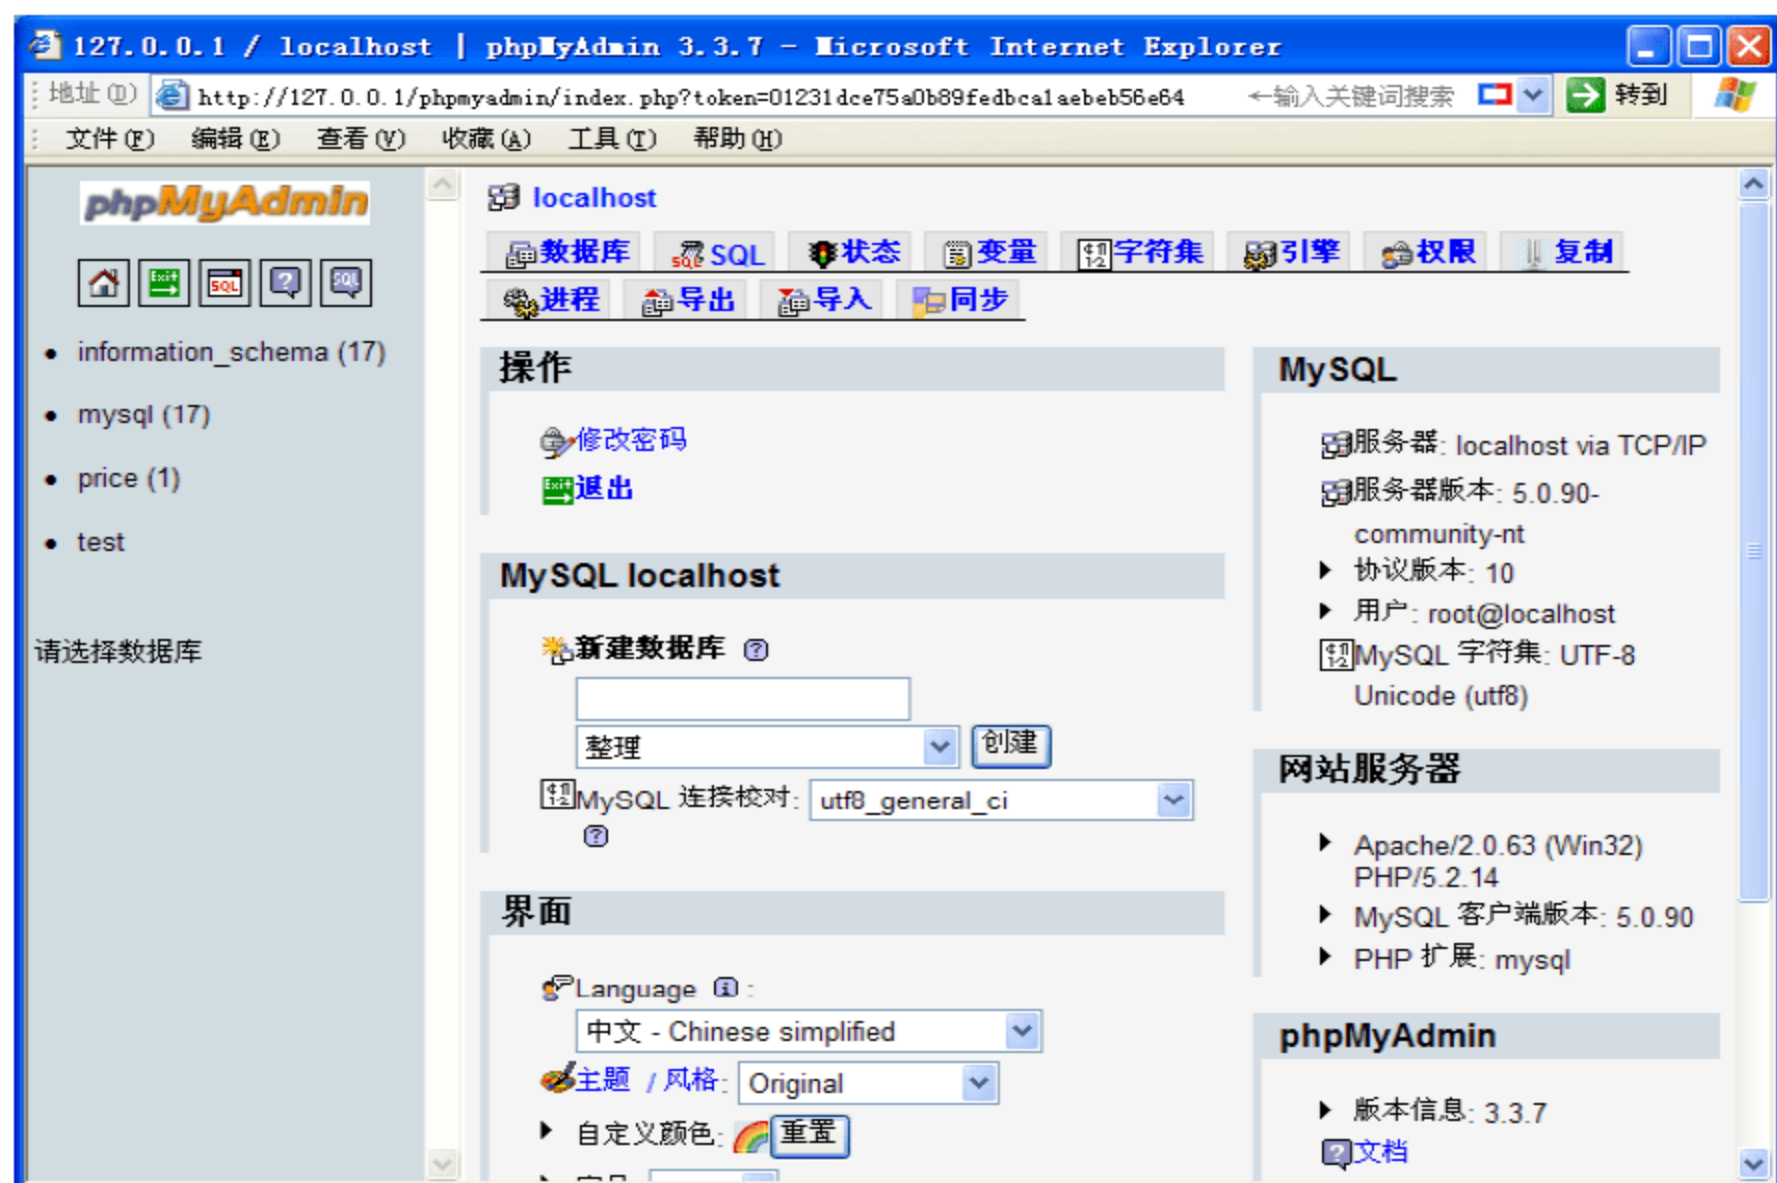 127.0.0.1 / localhost | phpMyAdmin 3.3.7 - Microsoft Internet Explorer
地址(D) http://127.0.0.1/phpmyadmin/index.php?token=01231dce75a0b89fedbca1aebeb56e64 ←输入关键词搜索 转到
文件(F) 编辑(E) 查看(V) 收藏(A) 工具(T) 帮助(H)
phpMyAdmin
Exit SQL ? SQL
information_schema (17)
mysql (17)
price (1)
test
请选择数据库
localhost
数据库 SQL 状态 变量 字符集 引擎 权限 复制
进程 导出 导入 同步
操作
修改密码
Exit 退出
MySQL localhost
新建数据库 ?
整理 创建
MySQL 连接校对: utf8_general_ci
?
界面
Language i :
中文 - Chinese simplified
主题 / 风格: Original
自定义颜色: 重置
MySQL
服务器: localhost via TCP/IP
服务器版本: 5.0.90-
community-nt
协议版本: 10
用户: root@localhost
MySQL 字符集: UTF-8
Unicode (utf8)
网站服务器
Apache/2.0.63 (Win32)
PHP/5.2.14
MySQL 客户端版本: 5.0.90
PHP 扩展: mysql
phpMyAdmin
版本信息: 3.3.7
? 文档